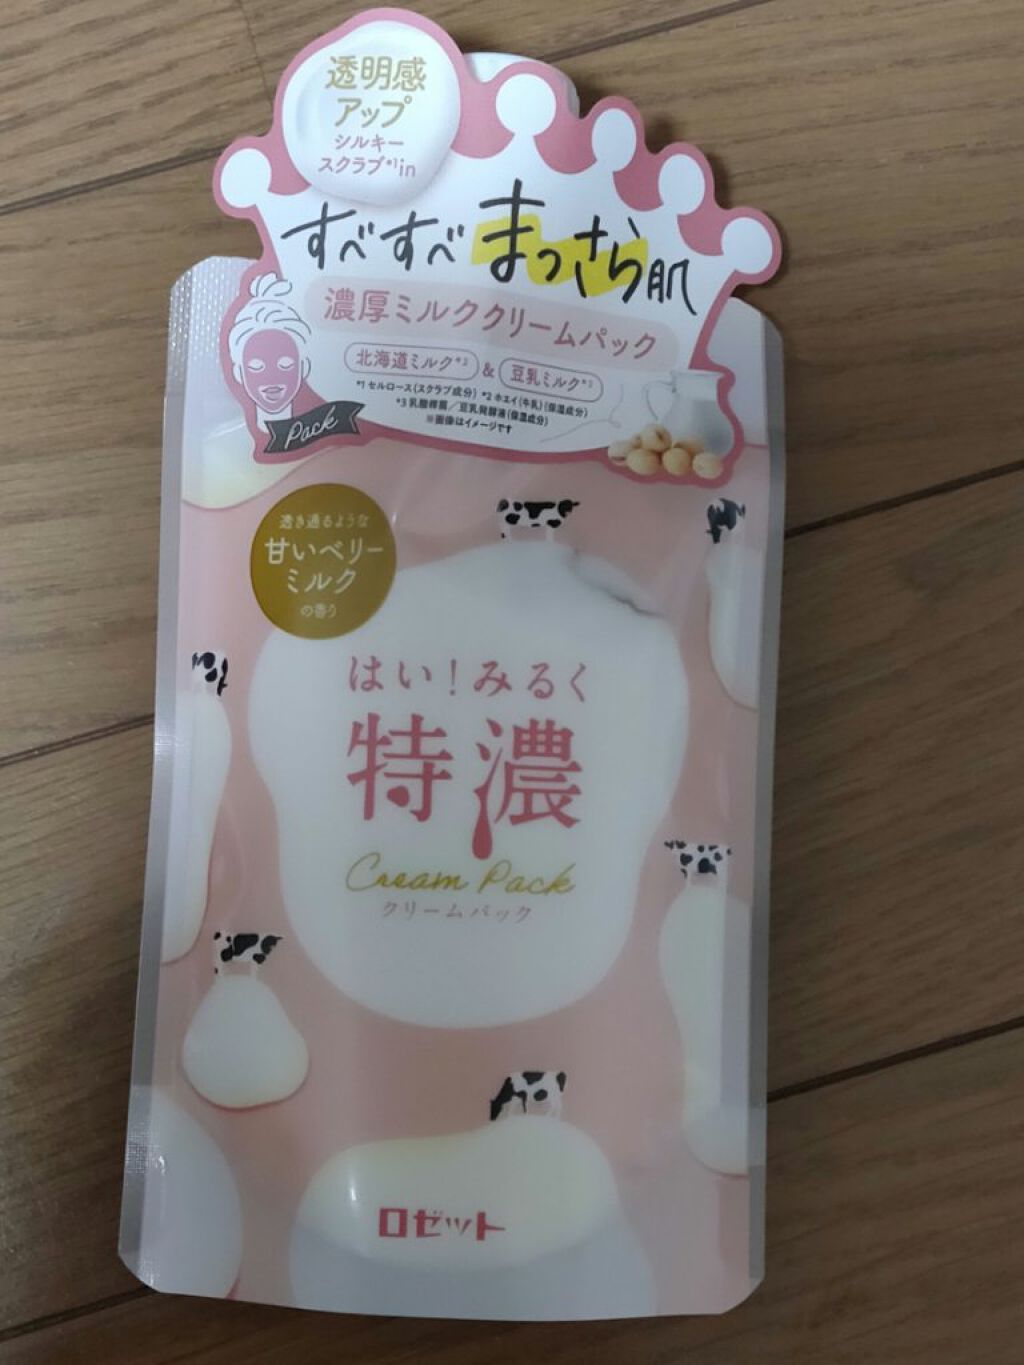 透明感
アップ
シルキー
スクラブ*1in
すべすべまっさら肌
濃厚ミルククリームパック
北海道ミルク*2 & 豆乳ミルク*3
*1 セルロース(スクラブ成分) *2 ホエイ(牛乳)(保湿成分)
*3 乳酸桿菌/豆乳発酵液(保湿成分)
※画像はイメージです
Pack
透き通るような
甘いベリー
ミルク
の香り
はい!みるく
特濃
Cream Pack
クリームパック
ロゼット